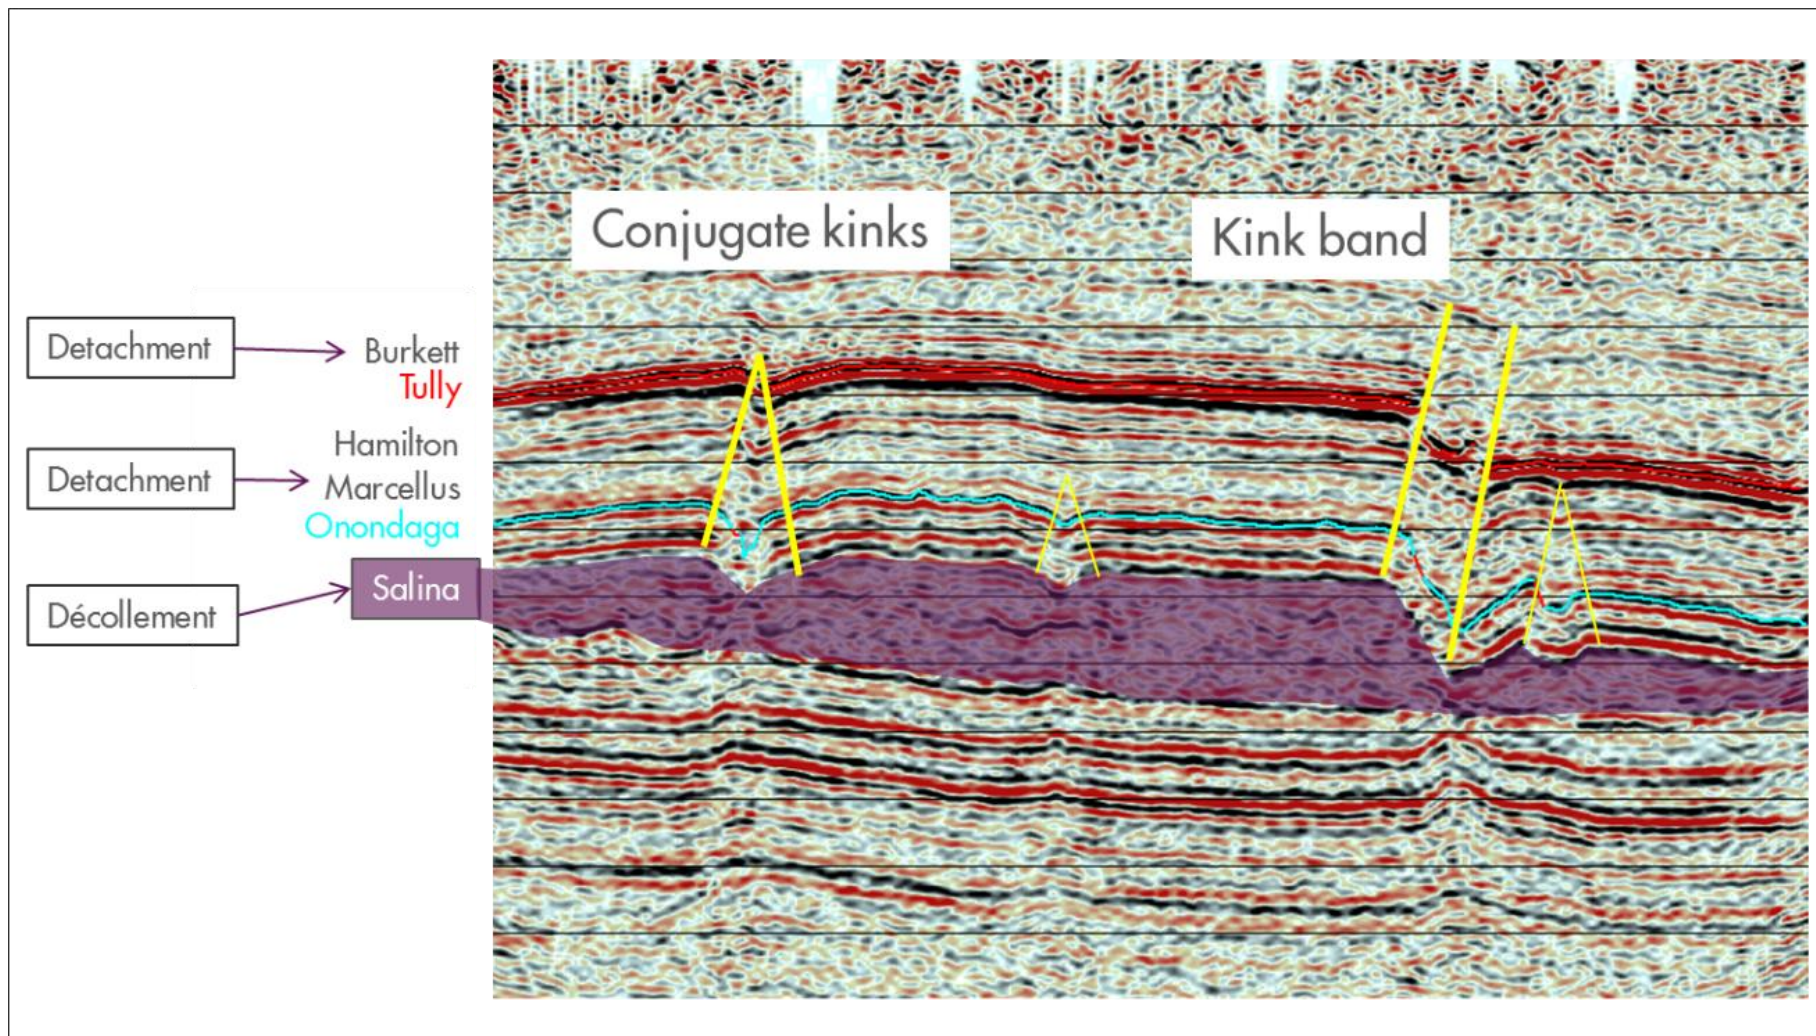 Conjugate kinks
Kink band
Detachment
Burkett
Tully
Hamilton
Detachment
Marcellus
Onondaga
Salina
Décollement